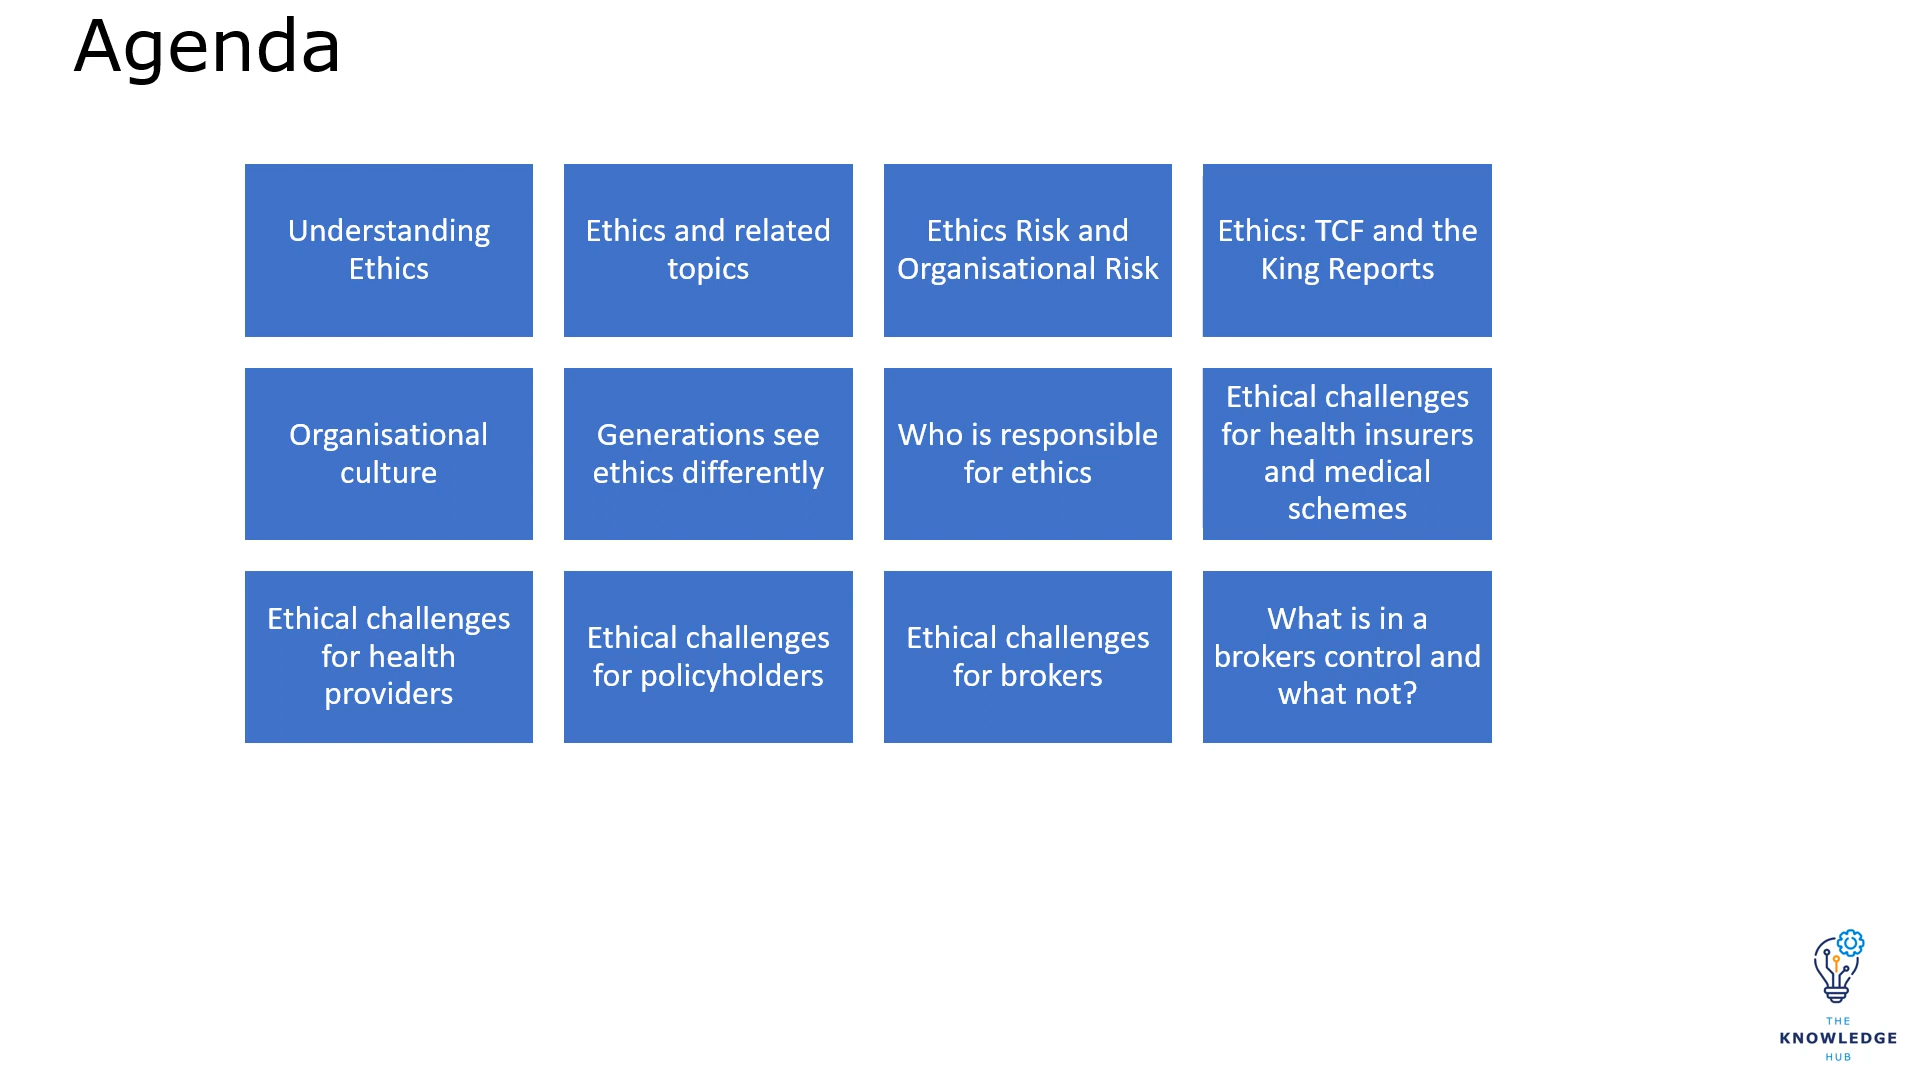 Agenda
Understanding
Ethics
Ethics and related
topics
Ethics Risk and
Organisational Risk
Ethics: TCF and the
King Reports
Organisational
culture
Generations see
ethics differently
Who is responsible
for ethics
Ethical challenges
for health insurers
and medical
schemes
Ethical challenges
for health
providers
Ethical challenges
for policyholders
Ethical challenges
for brokers
What is in a
brokers control and
what not?
THE
KNOWLEDGE
HUB